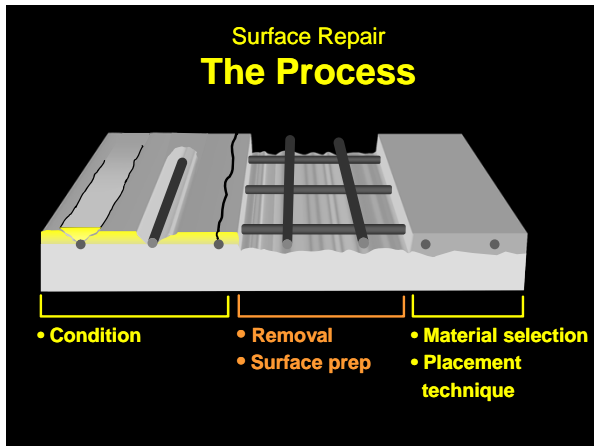 Surface Repair
The Process
• Condition
• Removal
• Surface prep
• Material selection
• Placement
technique